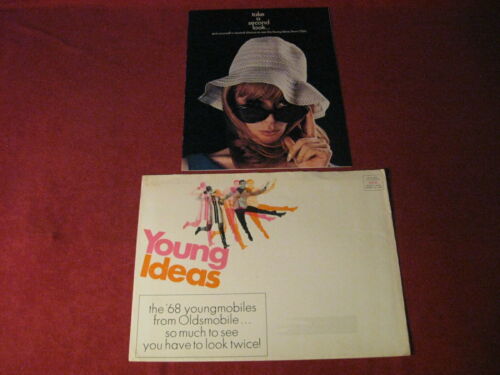 take
a
second
look...
Young
Ideas
the '68 youngmobiles
from Oldsmobile...
so much to see
you have to look twice!